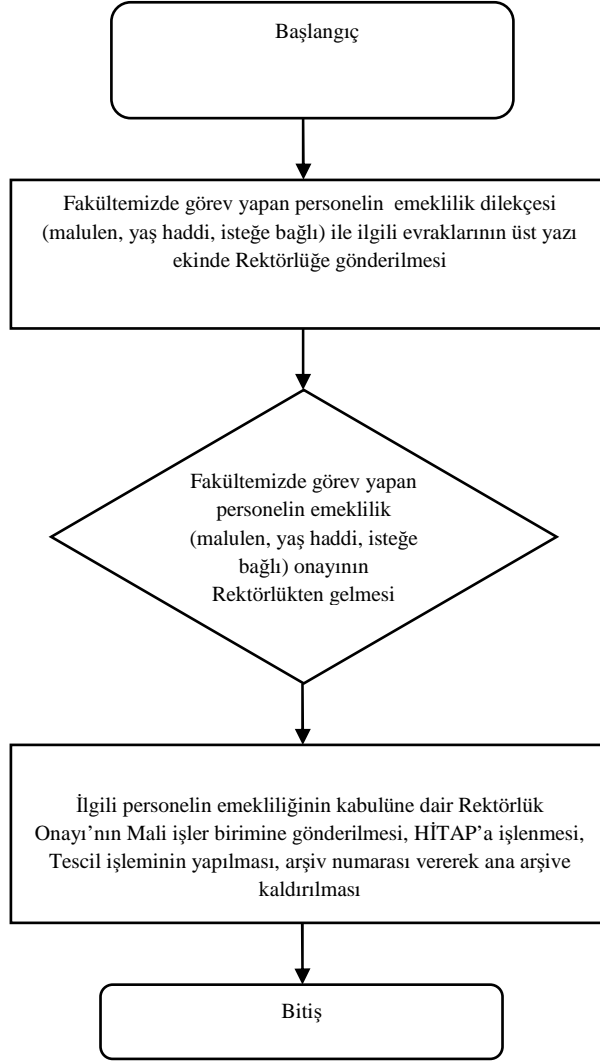 Başlangıç
Fakültemizde görev yapan personelin emeklilik dilekçesi
(malulen, yaş haddi, isteğe bağlı) ile ilgili evraklarının üst yazı
ekinde Rektörlüğe gönderilmesi
Fakültemizde görev yapan
personelin emeklilik
(malulen, yaş haddi, isteğe
bağlı) onayının
Rektörlükten gelmesi
İlgili personelin emekliliğinin kabulüne dair Rektörlük
Onayı’nın Mali işler birimine gönderilmesi, HİTAP’a işlenmesi,
Tescil işleminin yapılması, arşiv numarası vererek ana arşive
kaldırılması
Bitiş